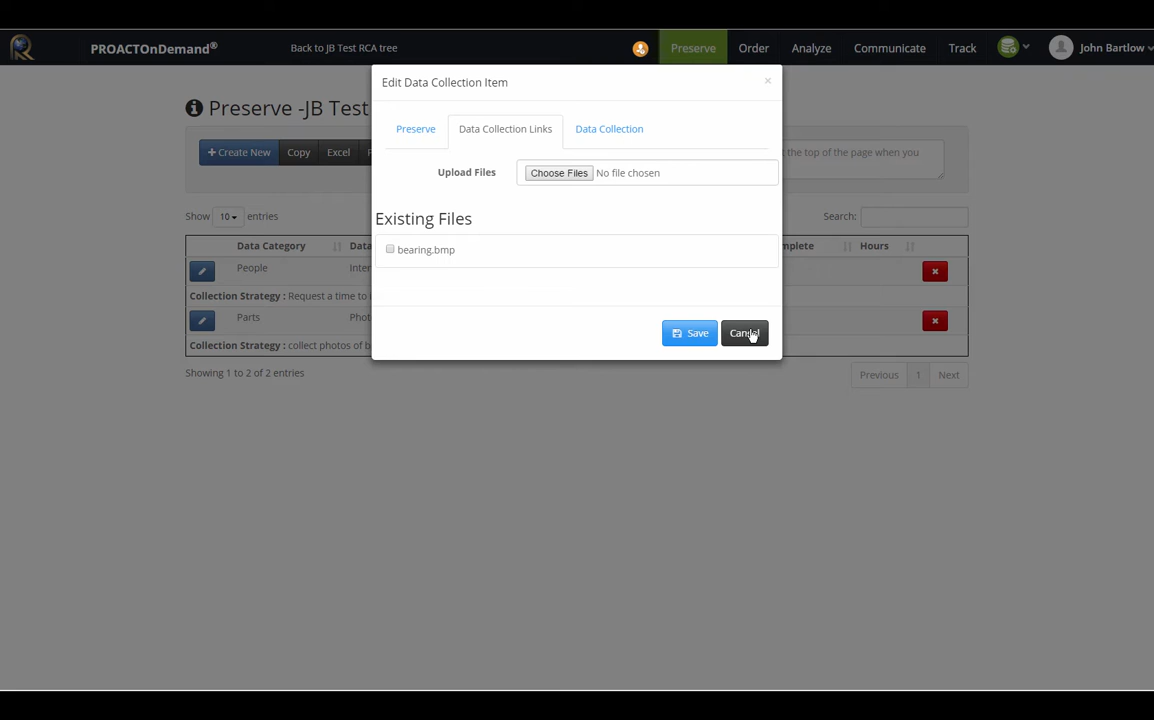 PROACTOnDemand®
Back to JB Test RCA tree
Preserve
Order
Analyze
Communicate
Track
John Bartlow
Edit Data Collection Item
×
Preserve -JB Test
Preserve
Data Collection Links
Data Collection
+ Create New
Copy
Excel
the top of the page when you
Upload Files
Choose Files
No file chosen
Show 10 entries
Search:
Existing Files
Data Category
Hours
bearing.bmp
People
Collection Strategy : Request a time to
Parts
Save
Cancel
Collection Strategy : collect photos of
Showing 1 to 2 of 2 entries
Previous
1
Next